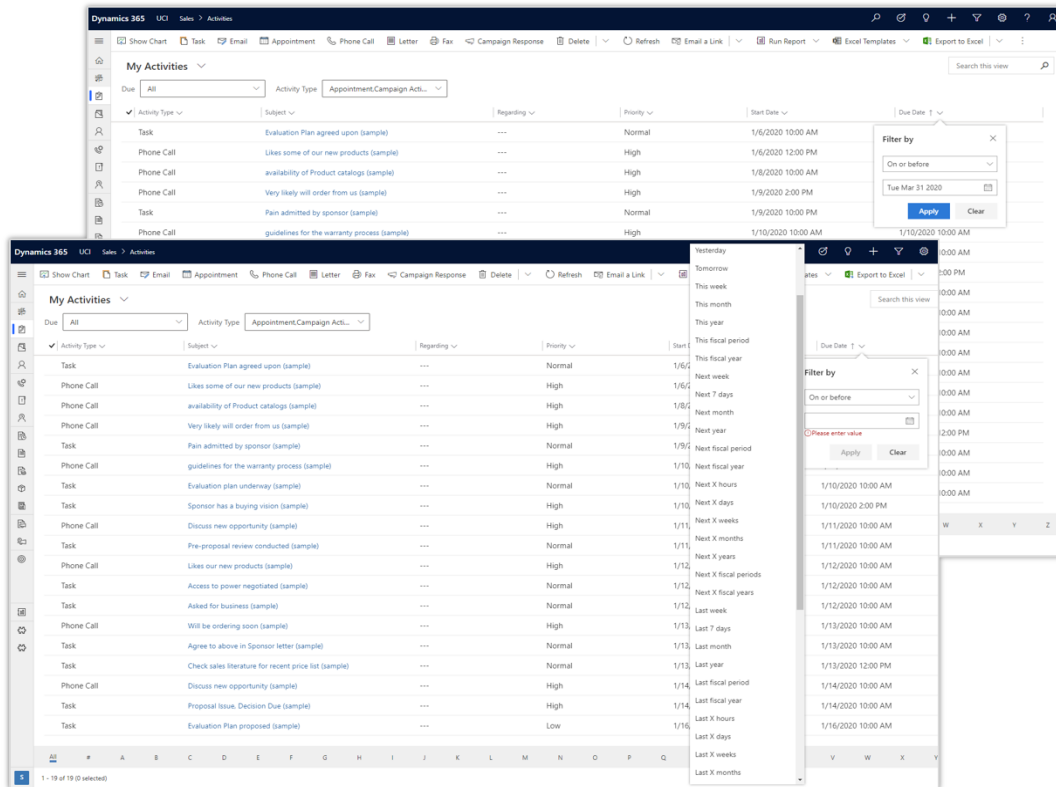 Dynamics 365 UCI Sales > Activities
Show Chart Task Email Appointment Phone Call Letter Fax Campaign Response Delete Refresh Email a Link Run Report Excel Templates Export to Excel
My Activities
Search this view
Due All Activity Type Appointment,Campaign Acti...
Activity Type Subject Regarding Priority Start Date Due Date
Task Evaluation Plan agreed upon (sample) --- Normal 1/6/2020 10:00 AM
Phone Call Likes some of our new products (sample) --- High 1/6/2020 12:00 PM
Phone Call availability of Product catalogs (sample) --- High 1/8/2020 10:00 AM
Phone Call Very likely will order from us (sample) --- High 1/9/2020 2:00 PM
Task Pain admitted by sponsor (sample) --- Normal 1/9/2020 10:00 PM
Phone Call guidelines for the warranty process (sample) --- High 1/10/2020 10:00 AM 1/10/2020 10:00 AM
Filter by
On or before
Tue Mar 31 2020
Apply Clear
Dynamics 365 UCI Sales > Activities
Show Chart Task Email Appointment Phone Call Letter Fax Campaign Response Delete Refresh Email a Link Export to Excel
My Activities
Search this view
Due All Activity Type Appointment,Campaign Acti...
Activity Type Subject Regarding Priority Due Date
Task Evaluation Plan agreed upon (sample) --- Normal
Phone Call Likes some of our new products (sample) --- High
Phone Call availability of Product catalogs (sample) --- High
Phone Call Very likely will order from us (sample) --- High
Task Pain admitted by sponsor (sample) --- Normal
Phone Call guidelines for the warranty process (sample) --- High
Task Evaluation plan underway (sample) --- Normal 1/10/2020 10:00 AM
Task Sponsor has a buying vision (sample) --- High 1/10/2020 2:00 PM
Phone Call Discuss new opportunity (sample) --- High 1/11/2020 10:00 AM
Task Pre-proposal review conducted (sample) --- Normal 1/11/2020 10:00 AM
Phone Call Likes our new products (sample) --- High 1/12/2020 10:00 AM
Task Access to power negotiated (sample) --- Normal 1/12/2020 10:00 AM
Task Asked for business (sample) --- Normal 1/12/2020 10:00 AM
Phone Call Will be ordering soon (sample) --- High 1/13/2020 10:00 AM
Task Agree to above in Sponsor letter (sample) --- Normal 1/13/2020 10:00 AM
Task Check sales literature for recent price list (sample) --- Normal 1/13/2020 12:00 PM
Phone Call Discuss new opportunity (sample) --- High 1/14/2020 10:00 AM
Task Proposal Issue. Decision Due (sample) --- High 1/14/2020 10:00 AM
Task Evaluation Plan proposed (sample) --- Low 1/16/2020 10:00 AM
All # A B C D E F G H I J K L M N O P Q V W X Y
S 1 - 19 of 19 (0 selected)
Yesterday
Tomorrow
This week
This month
This year
This fiscal period
This fiscal year
Next week
Next 7 days
Next month
Next year
Next fiscal period
Next fiscal year
Next X hours
Next X days
Next X weeks
Next X months
Next X years
Next X fiscal periods
Next X fiscal years
Last week
Last 7 days
Last month
Last year
Last fiscal period
Last fiscal year
Last X hours
Last X days
Last X weeks
Last X months
Filter by
On or before
Please enter value
Apply Clear
W X Y Z